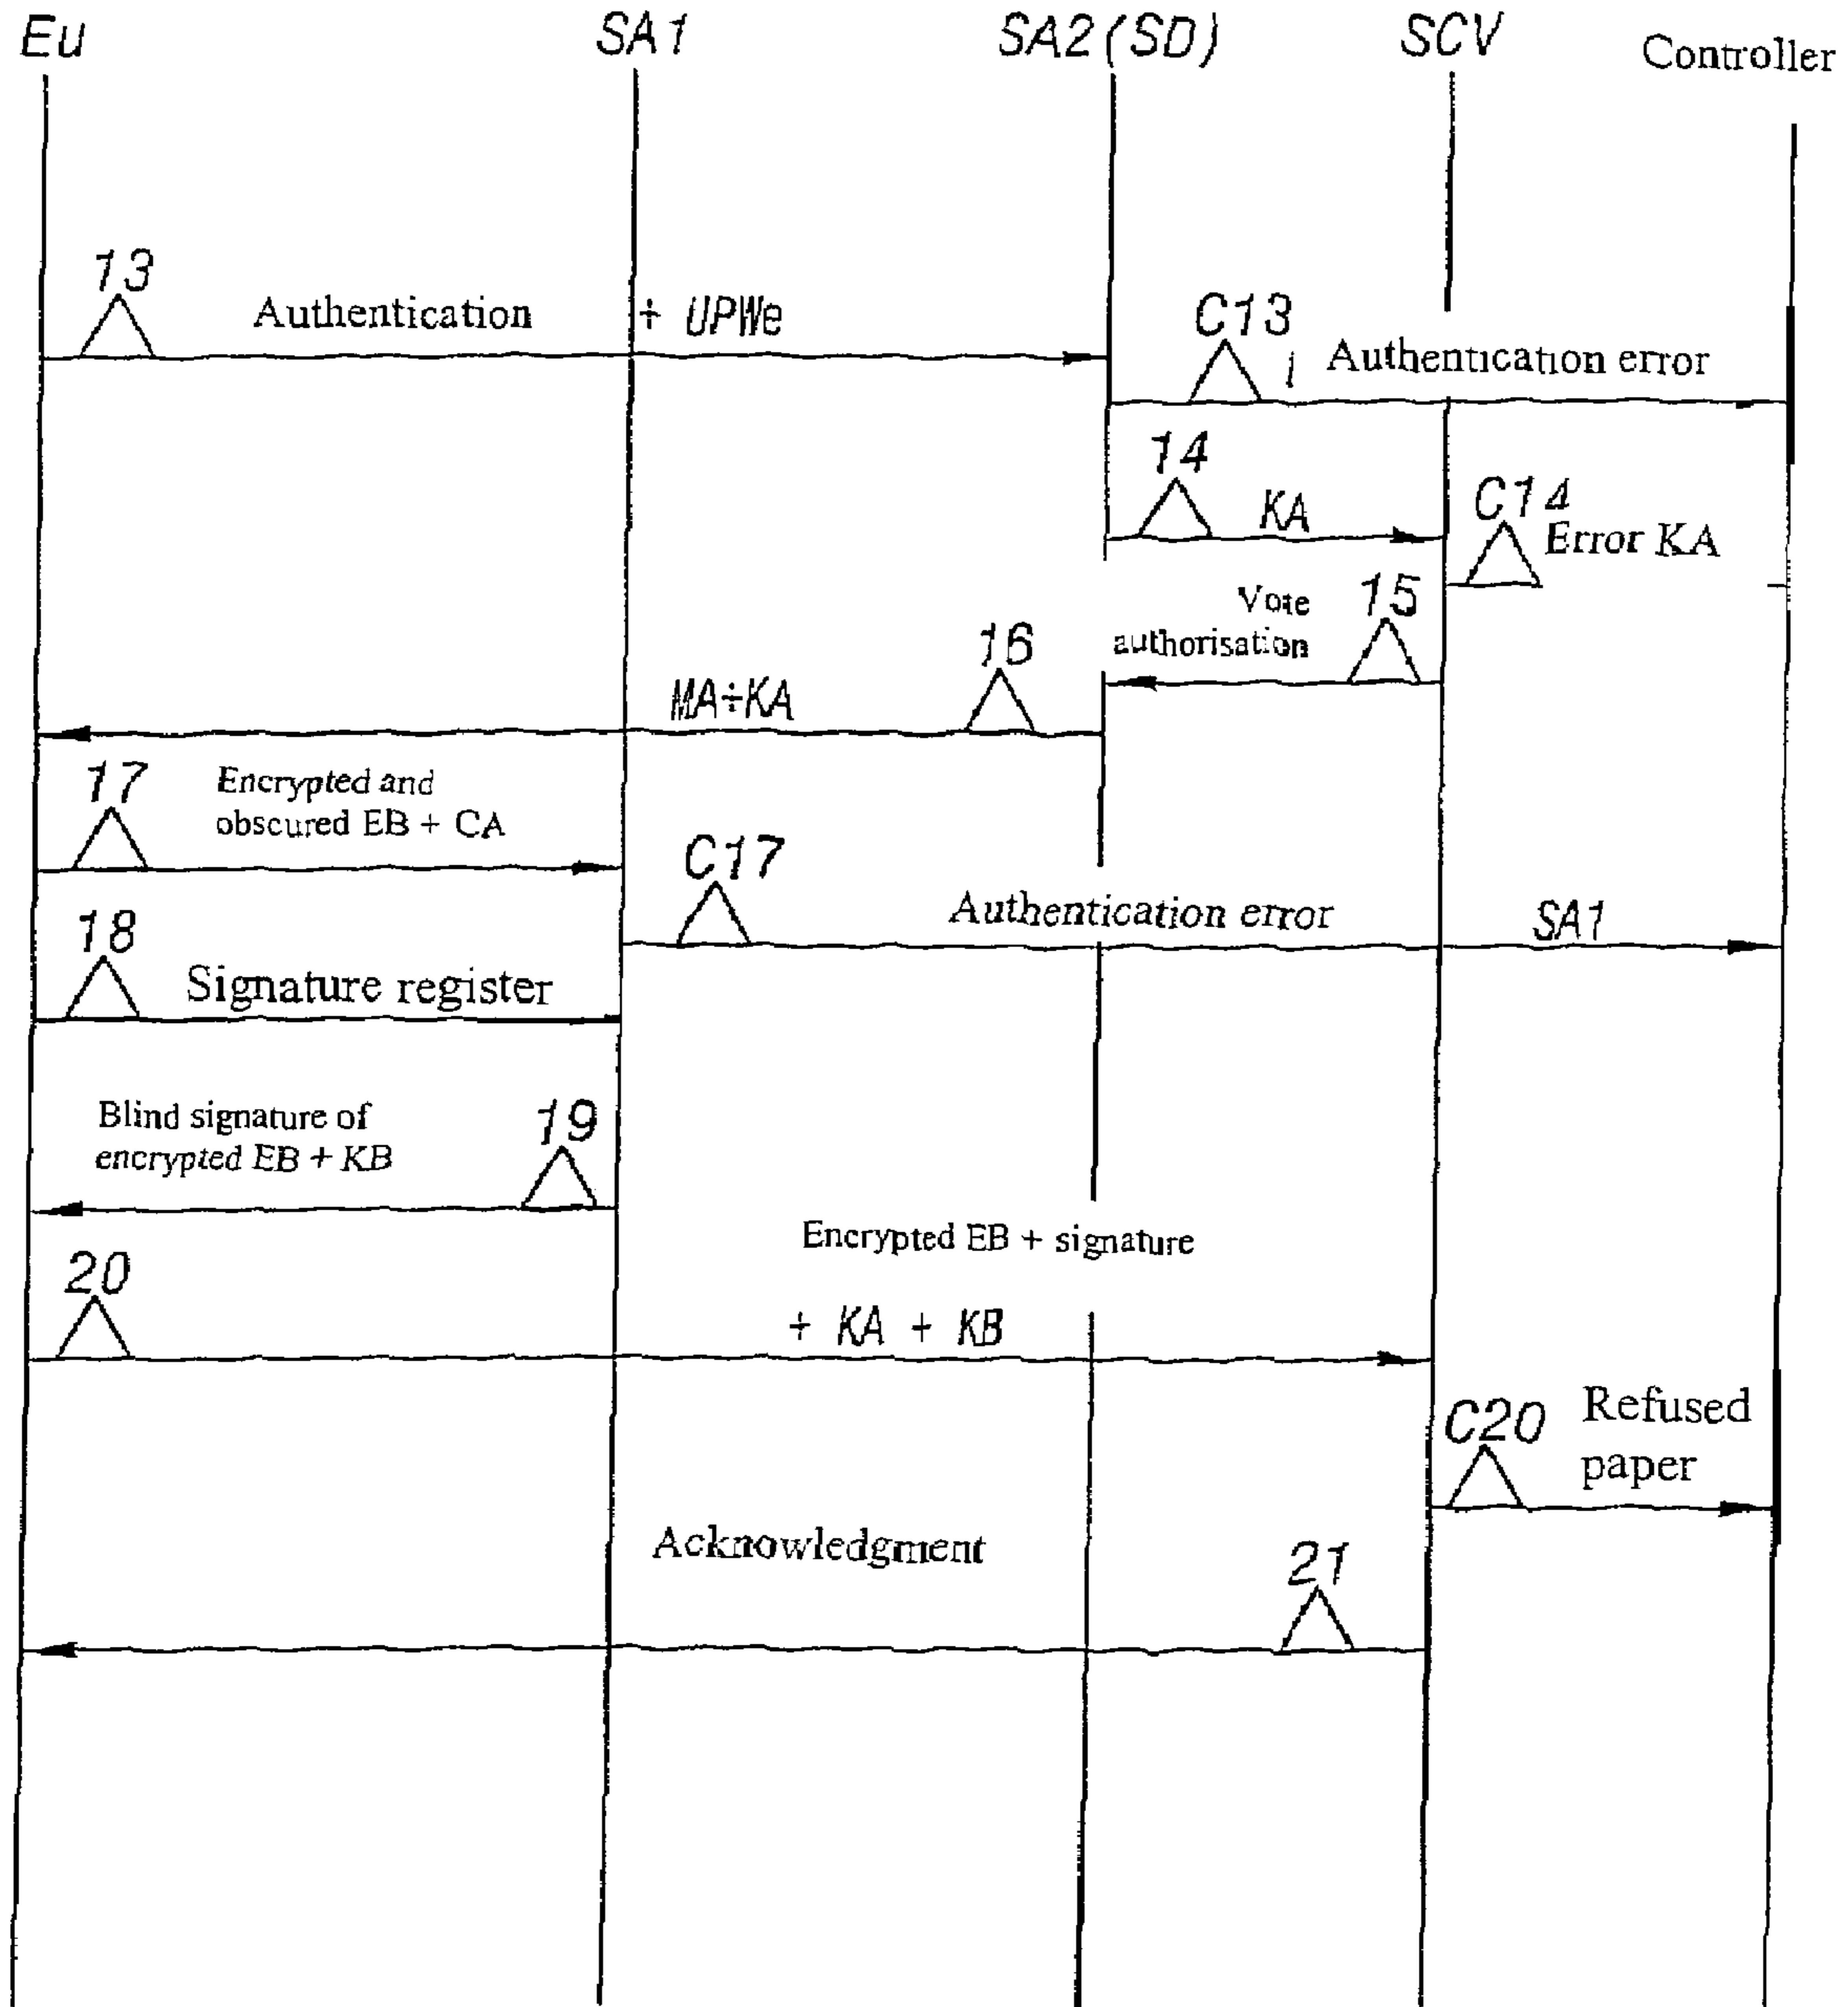 Eu SA1 SA2(SD) SCV Controller
13
Authentication + UPWe
C13
Authentication error
14
KA
C14
Error KA
Vote
authorisation
15
16
MA+KA
17
Encrypted and
obscured EB + CA
C17
Authentication error SA1
18
Signature register
Blind signature of
encrypted EB + KB
19
Encrypted EB + signature
+ KA + KB
20
C20
Refused
paper
Acknowledgment
21